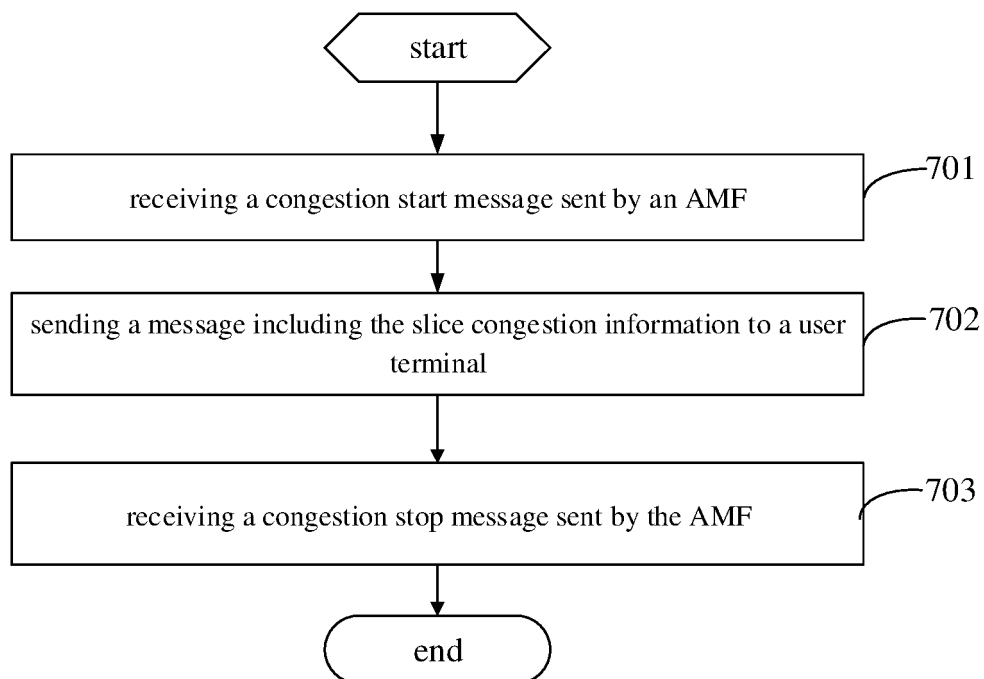 start
receiving a congestion start message sent by an AMF
701
sending a message including the slice congestion information to a user
terminal
702
receiving a congestion stop message sent by the AMF
703
end